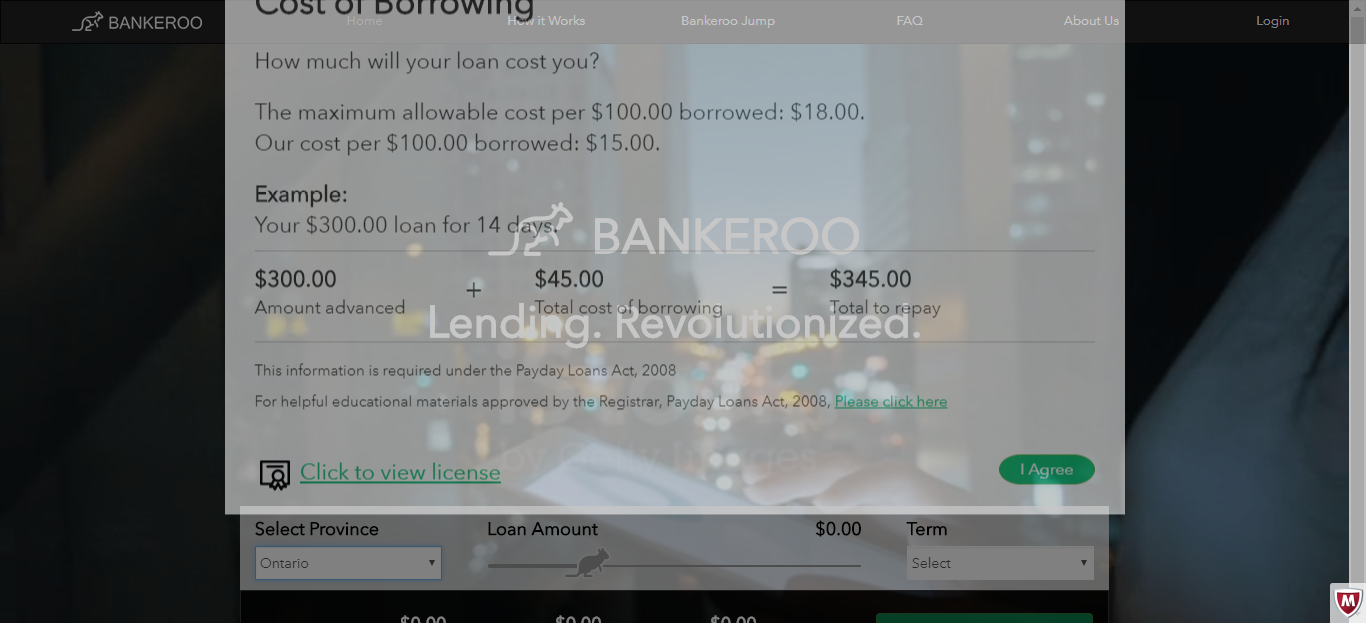 Cost of Borrowing
BANKEROO
Home
How it Works
Bankeroo Jump
FAQ
About Us
Login
How much will your loan cost you?
The maximum allowable cost per $100.00 borrowed: $18.00.
Our cost per $100.00 borrowed: $15.00.
Example:
Your $300.00 loan for 14 days.
BANKEROO
$300.00 + $45.00 = $345.00
Amount advanced Total cost of borrowing Total to repay
Lending. Revolutionized.
This information is required under the Payday Loans Act, 2008
For helpful educational materials approved by the Registrar, Payday Loans Act, 2008, Please click here
by Getty Images
Click to view license
I Agree
Select Province
Loan Amount
$0.00
Term
Ontario
Select
$0.00 $0.00 $0.00
M